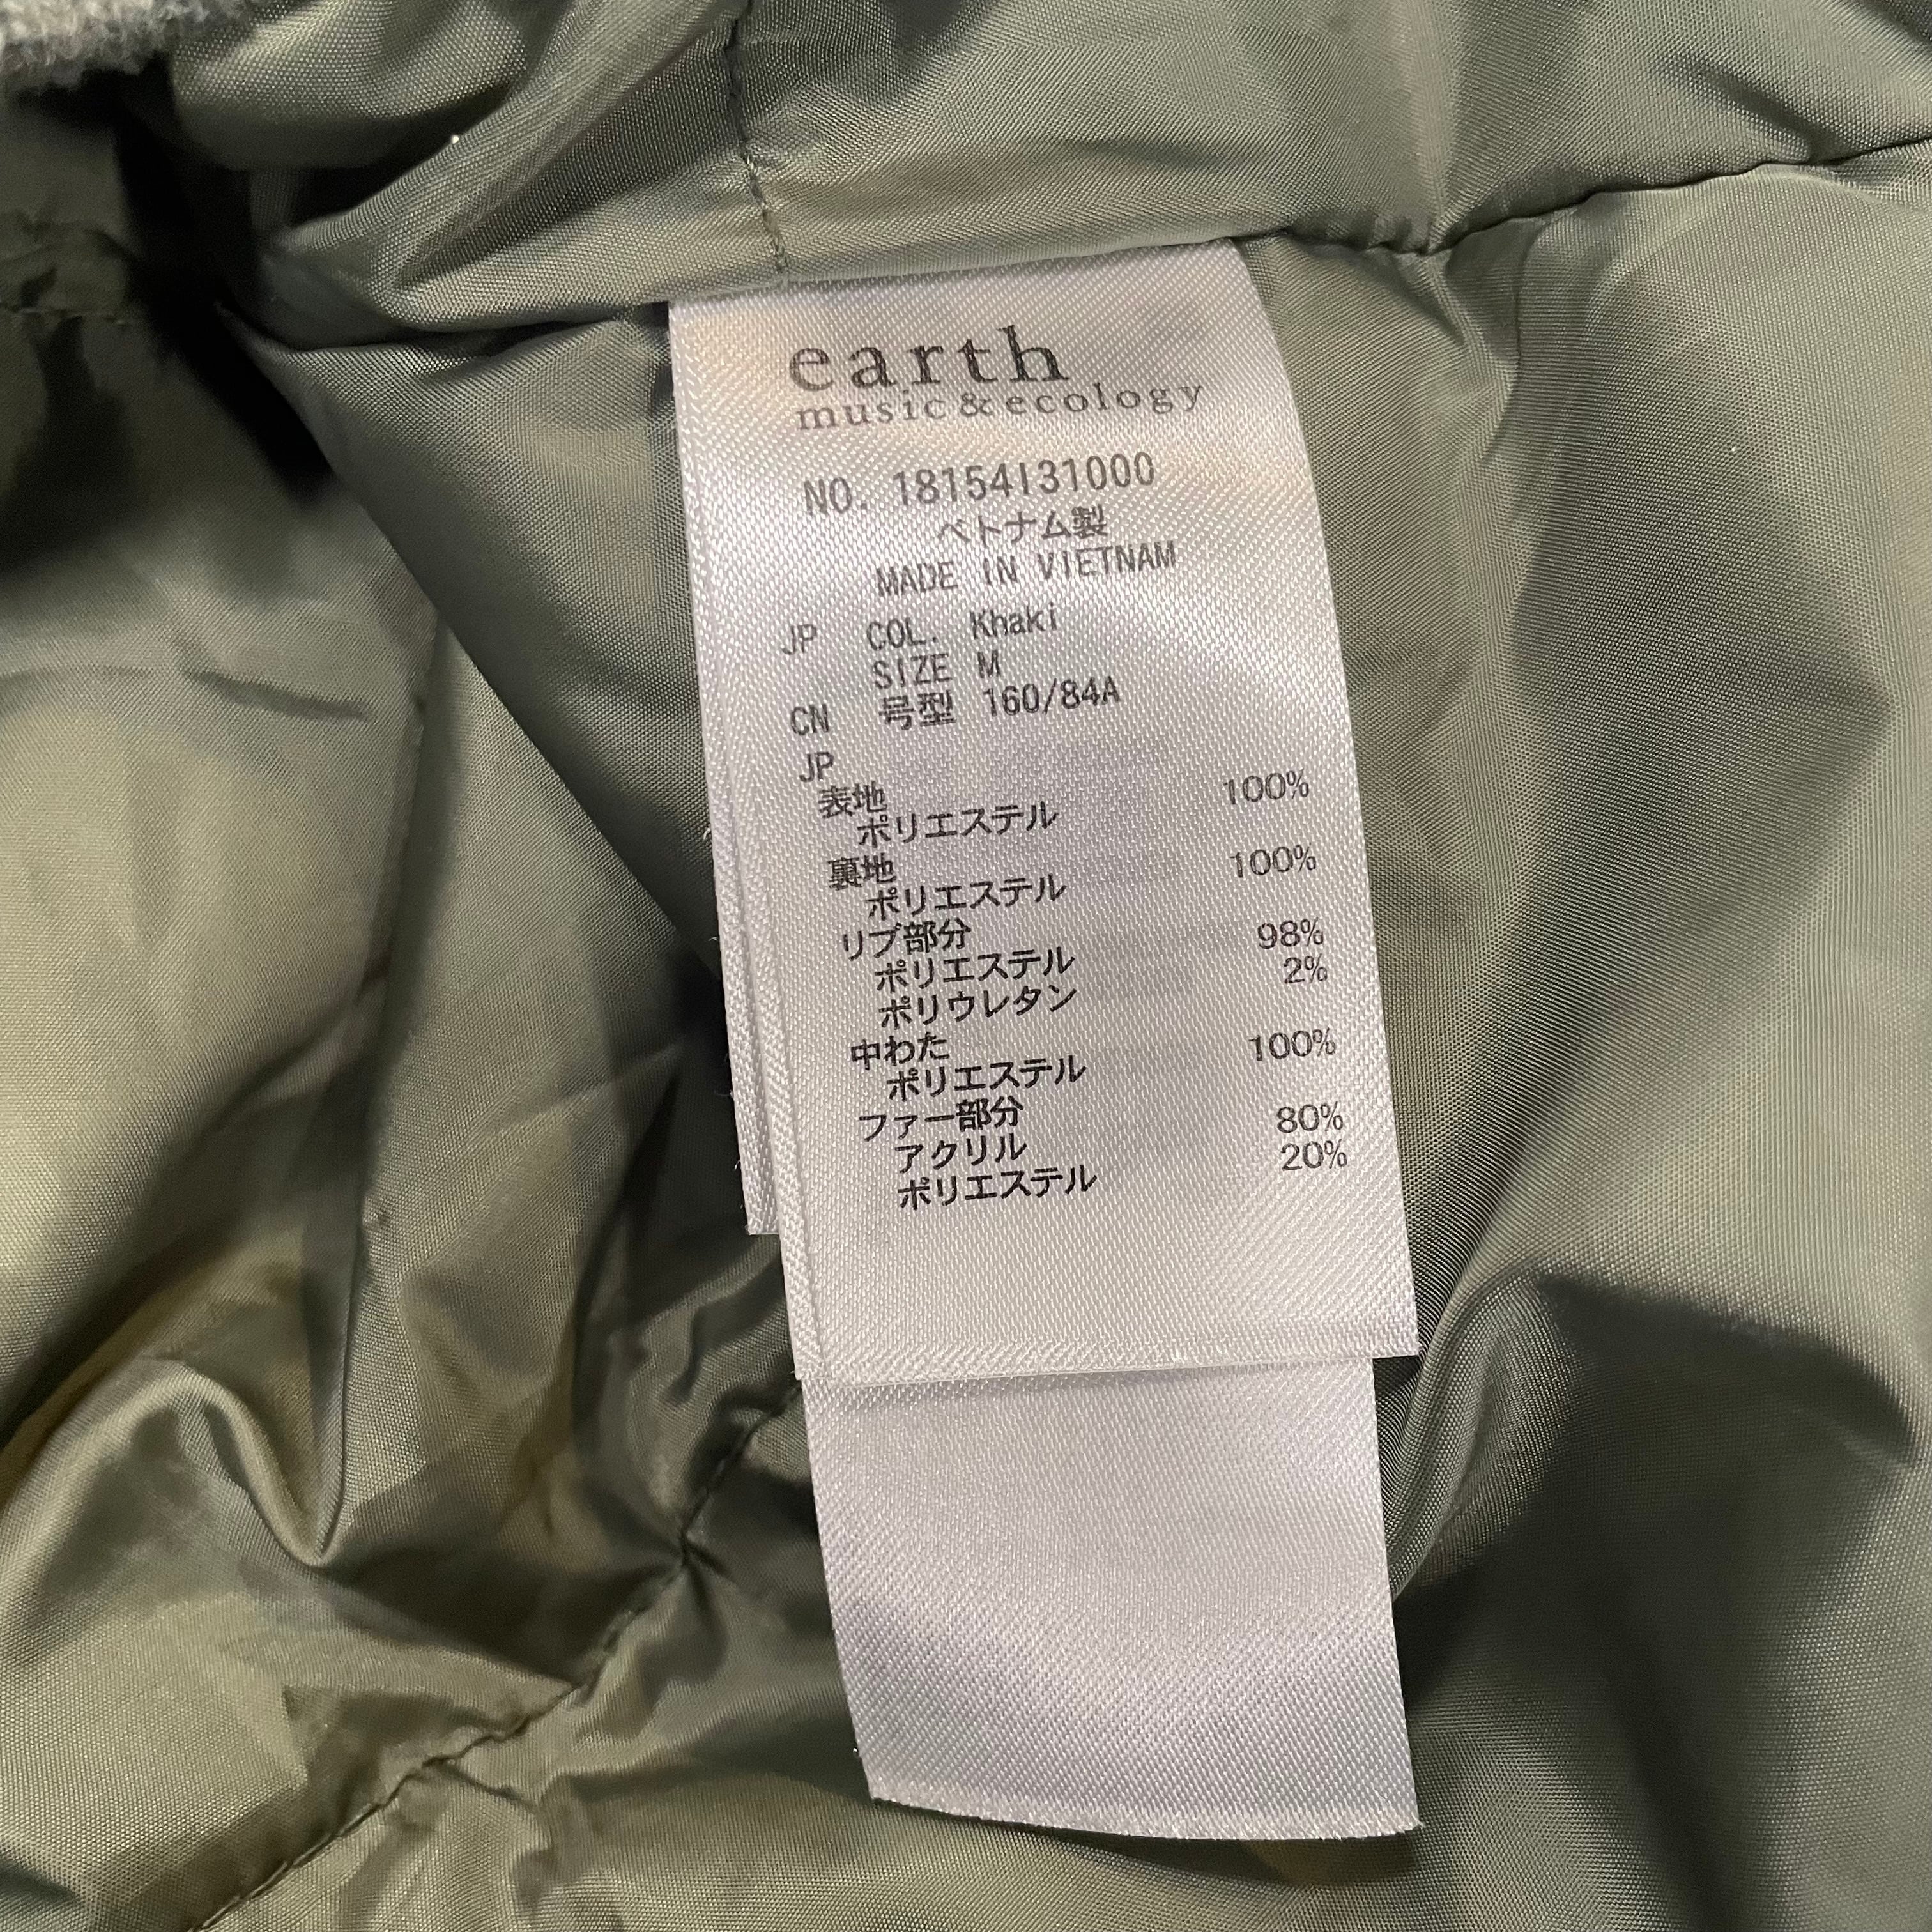 earth
music & ecology
NO. 18154131000
ベトナム製
MADE IN VIETNAM
JP COL. Khaki
SIZE M
CN 号型 160/84A
JP
表地 100%
ポリエステル
裏地 100%
ポリエステル
リブ部分 98%
ポリエステル 2%
ポリウレタン
中わた 100%
ポリエステル
ファー部分 80%
アクリル 20%
ポリエステル